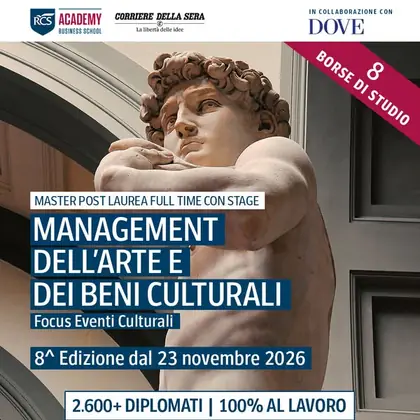 RCS
ACADEMY
BUSINESS SCHOOL
CORRIERE DELLA SERA
La libertà delle idee
IN COLLABORAZIONE CON
DOVE
8
BORSE DI STUDIO
MASTER POST LAUREA FULL TIME CON STAGE
MANAGEMENT
DELL'ARTE E
DEI BENI CULTURALI
Focus Eventi Culturali
8^ Edizione dal 23 novembre 2026
2.600+ DIPLOMATI | 100% AL LAVORO